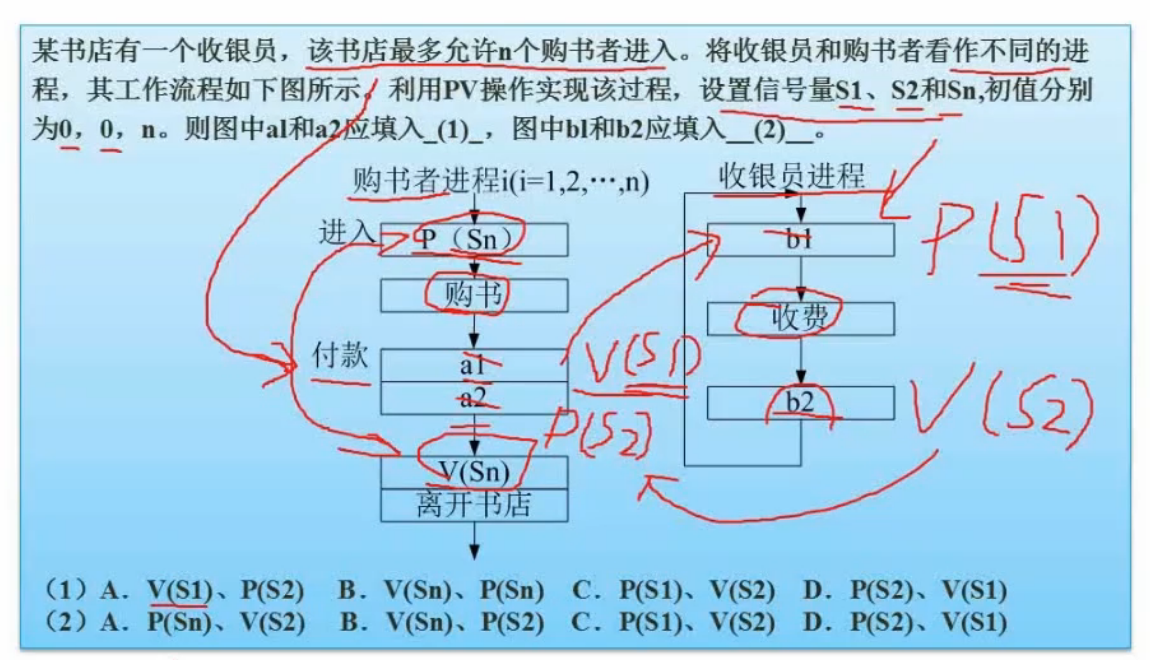 某书店有一个收银员，该书店最多允许n个购书者进入。将收银员和购书者看作不同的进
程，其工作流程如下图所示。利用PV操作实现该过程，设置信号量S1、S2和Sn,初值分别
为0，0，n。则图中a1和a2应填入_(1)_，图中b1和b2应填入__(2)__。
购书者进程i(i=1,2,⋯,n)
收银员进程
进入
P（Sn）
b1
P(S1)
购书
收费
付款
a1
V(S1)
a2
b2
V(S2)
P(S2)
V(Sn)
离开书店
（1）A．V(S1)、P(S2) B．V(Sn)、P(Sn) C．P(S1)、V(S2) D．P(S2)、V(S1)
（2）A．P(Sn)、V(S2) B．V(Sn)、P(S2) C．P(S1)、V(S2) D．P(S2)、V(S1)